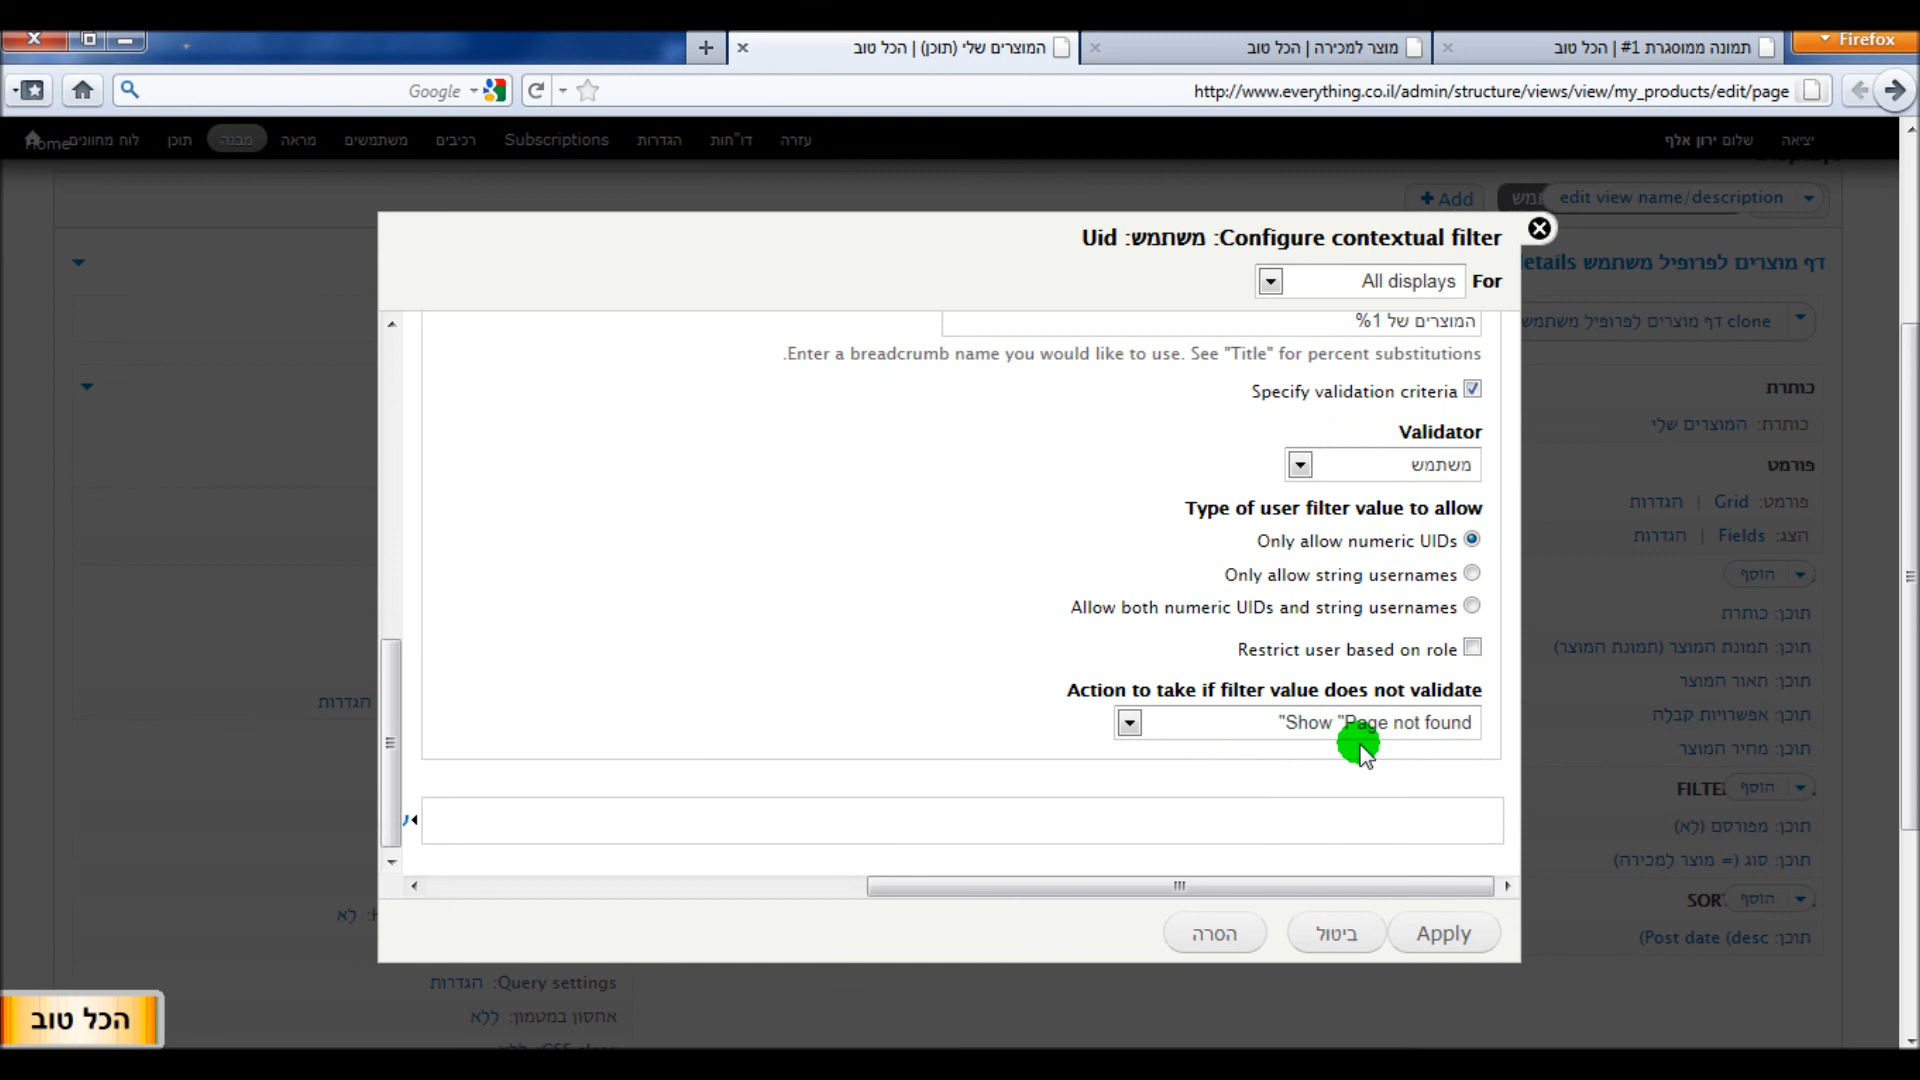 המוצרים שלי (תוכן) | הכל טוב
מוצר למכירה | הכל טוב
תמונה ממוסגרת 1# | הכל טוב
Firefox
Google
http://www.everything.co.il/admin/structure/views/view/my_products/edit/page
Home
לוח מחוונים
תוכן
מבנה
מראה
משתמשים
רכיבים
Subscriptions
הגדרות
דו"חות
עזרה
שלום ירון אלף
יציאה
Add
edit view name/description
דף מוצרים לפרופיל משתמש details
clone דף מוצרים לפרופיל משתמש
כותרת
כותרת: המוצרים שלי
פורמט
פורמט: Grid | הגדרות
הצג: Fields | הגדרות
הוסף
תוכן: כותרת
תוכן: תמונת המוצר (תמונת המוצר)
תוכן: תאור המוצר
תוכן: אפשרויות קבלה
תוכן: מחיר המוצר
הוסף
תוכן: מפורסם (לא)
תוכן: סוג (= מוצר למכירה)
הוסף
תוכן: Post date (desc)
Configure contextual filter: משתמש: Uid
For
All displays
המוצרים של %1
Enter a breadcrumb name you would like to use. See "Title" for percent substitutions.
Specify validation criteria
Validator
משתמש
Type of user filter value to allow
Only allow numeric UIDs
Only allow string usernames
Allow both numeric UIDs and string usernames
Restrict user based on role
Action to take if filter value does not validate
Show "Page not found"
Apply
ביטול
הסרה
הגדרות
לא
Query settings: הגדרות
אחסון במטמון: ללא
הכל טוב